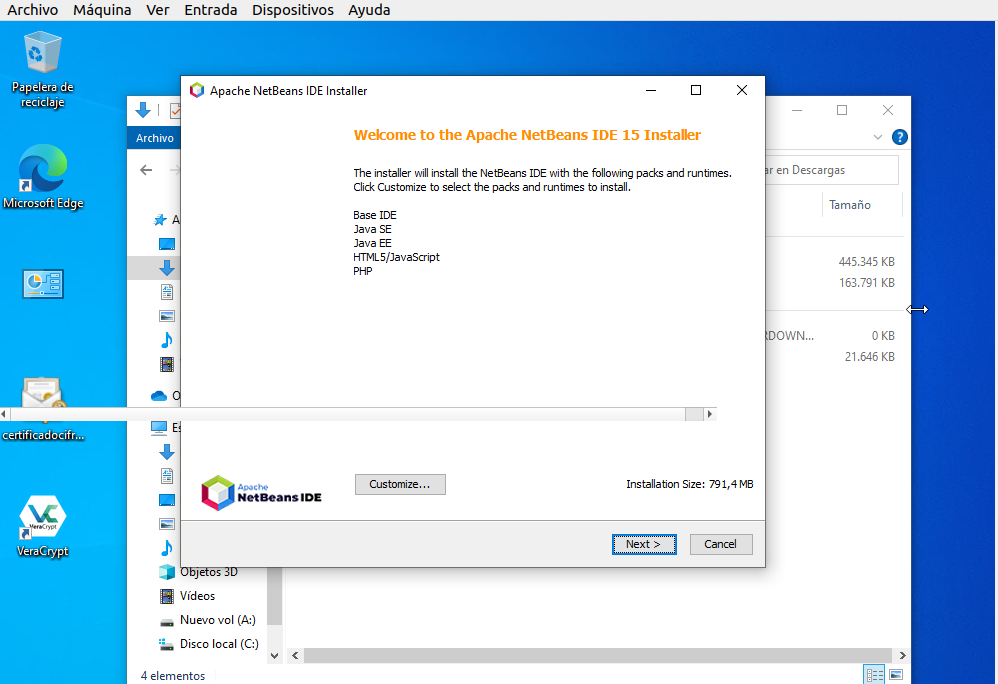 Archivo Máquina Ver Entrada Dispositivos Ayuda
Papelera de
reciclaje
Microsoft Edge
certificadocifr...
VeraCrypt
VeraCrypt
Archivo
Apache NetBeans IDE Installer
Welcome to the Apache NetBeans IDE 15 Installer
The installer will install the NetBeans IDE with the following packs and runtimes.
Click Customize to select the packs and runtimes to install.
Base IDE
Java SE
Java EE
HTML5/JavaScript
PHP
Apache
NetBeans IDE
Customize...
Installation Size: 791,4 MB
Next >
Cancel
ar en Descargas
Tamaño
445.345 KB
163.791 KB
RDOWN...
0 KB
21.646 KB
Objetos 3D
Vídeos
Nuevo vol (A:)
Disco local (C:)
4 elementos